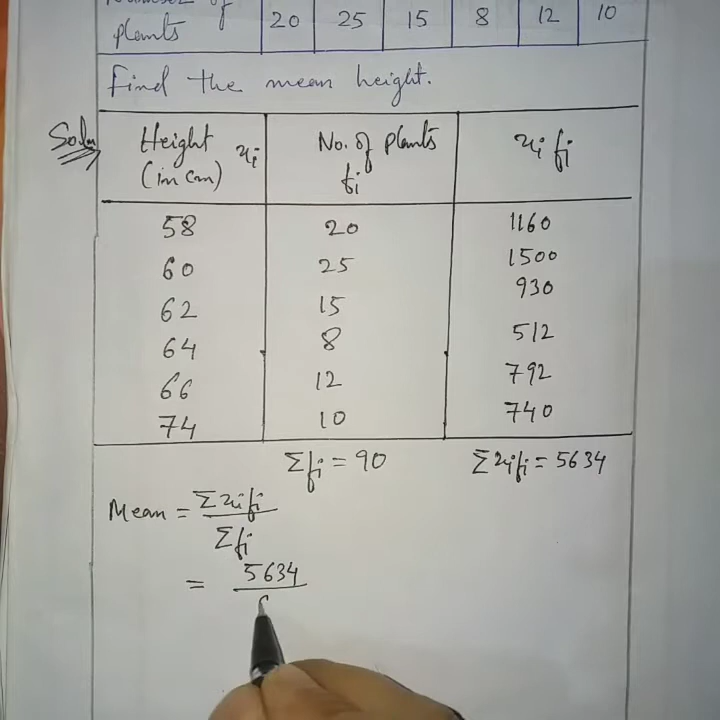 plants 20 25 15 8 12 10
Find the mean height.
Soln Height xi No. of plants xi fi
(in cm) fi
58 20 1160
60 25 1500
62 15 930
64 8 512
66 12 792
74 10 740
Σfi = 90 Σxifi = 5634
Mean = Σxifi
Σfi
= 5634